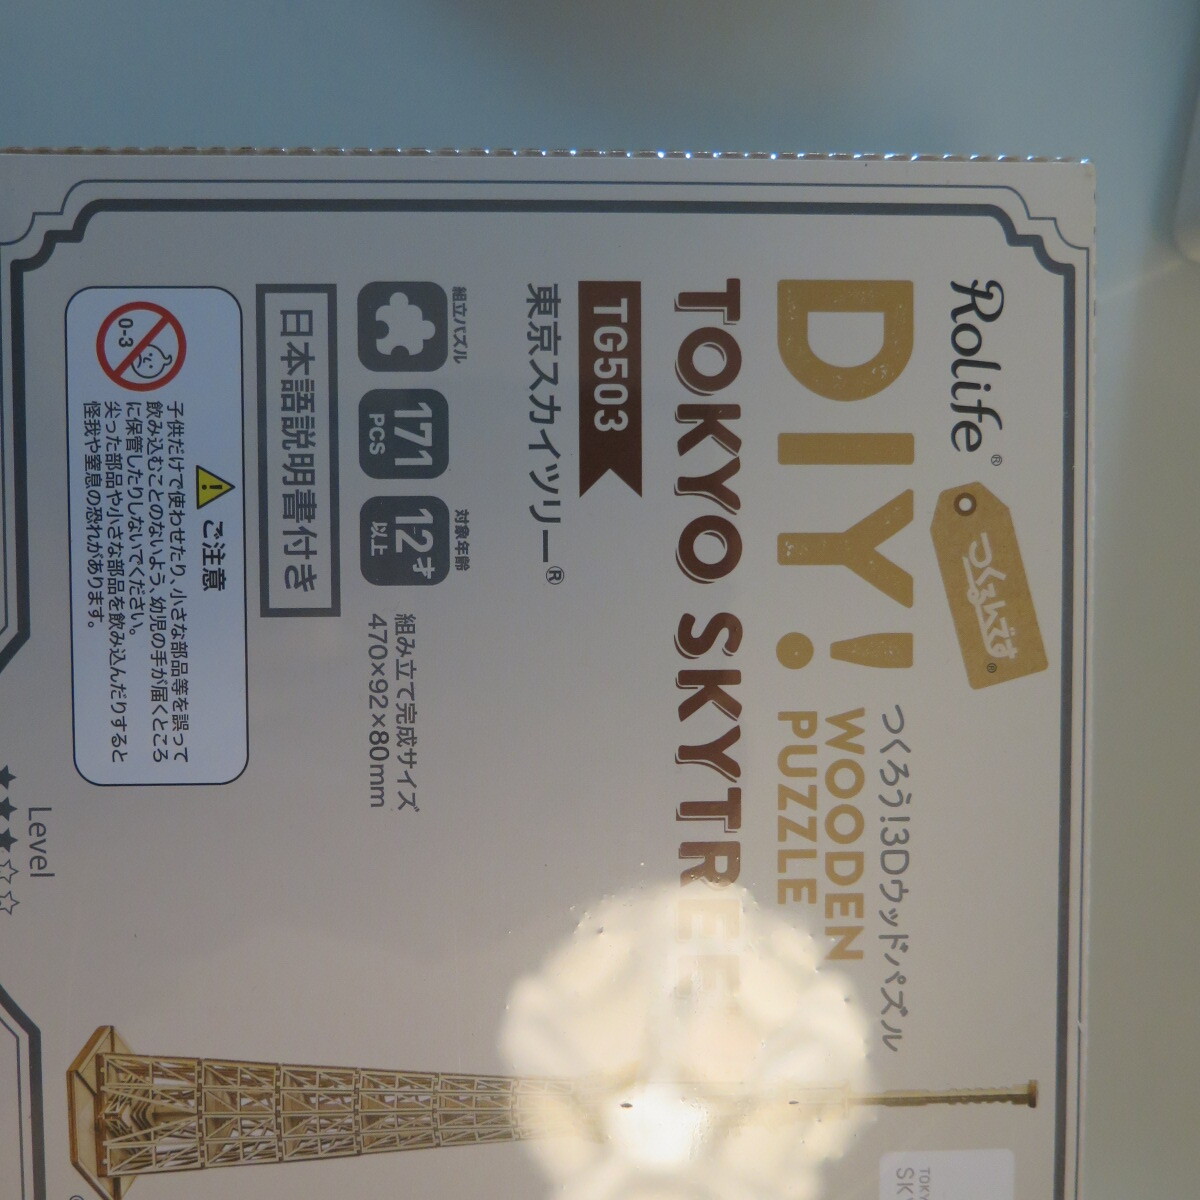 Rolife®
つくるんです®
DIY!
つくろう!3Dウッドパズル
WOODEN
PUZZLE
TOKYO SKYTREE
TG503
東京スカイツリー®
組立パズル
171
PCS
対象年齢
12才
以上
組み立て完成サイズ
470×92×80mm
日本語説明書付き
0-3
ご注意
子供だけで使わせたり、小さな部品等を誤って
飲み込むことのないよう、幼児の手が届くところ
に保管したりしないでください。
尖った部品や小さな部品を飲み込んだりすると
怪我や窒息の恐れがあります。
Level
★★★☆☆